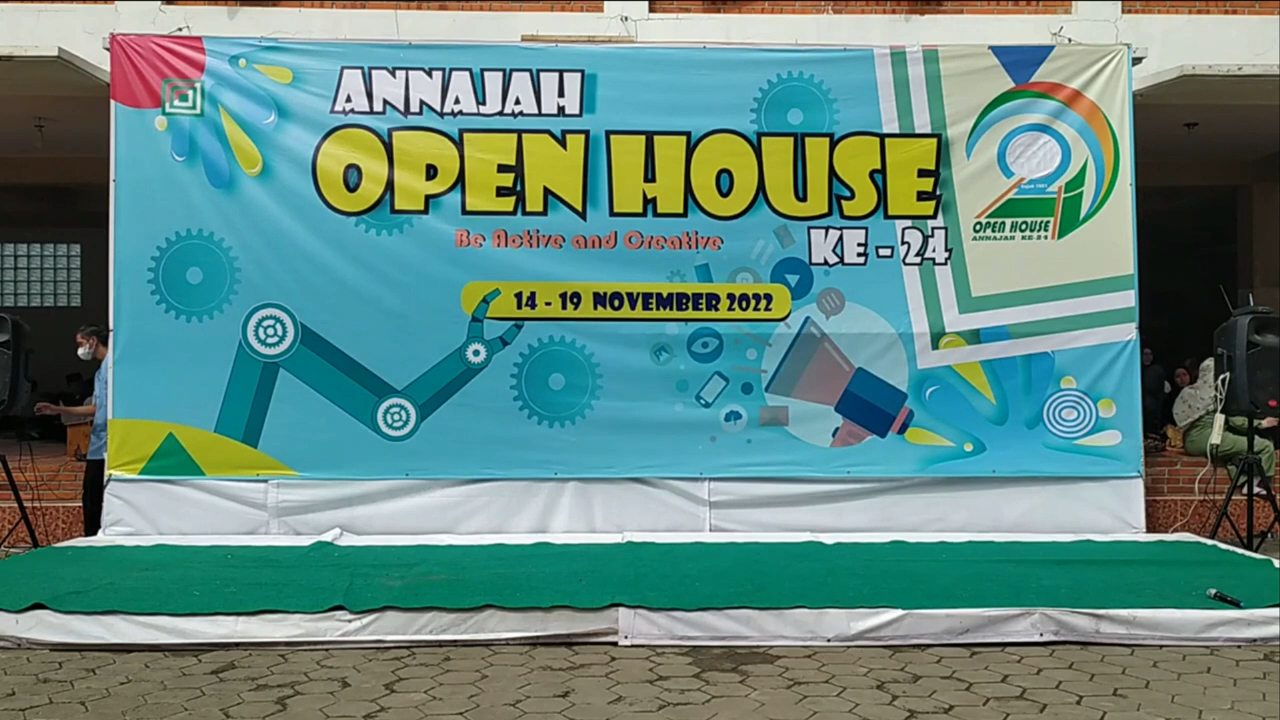 ANNAJAH
OPEN HOUSE
KE - 24
Be Active and Creative
14 - 19 NOVEMBER 2022
OPEN HOUSE
ANNAJAH KE-24